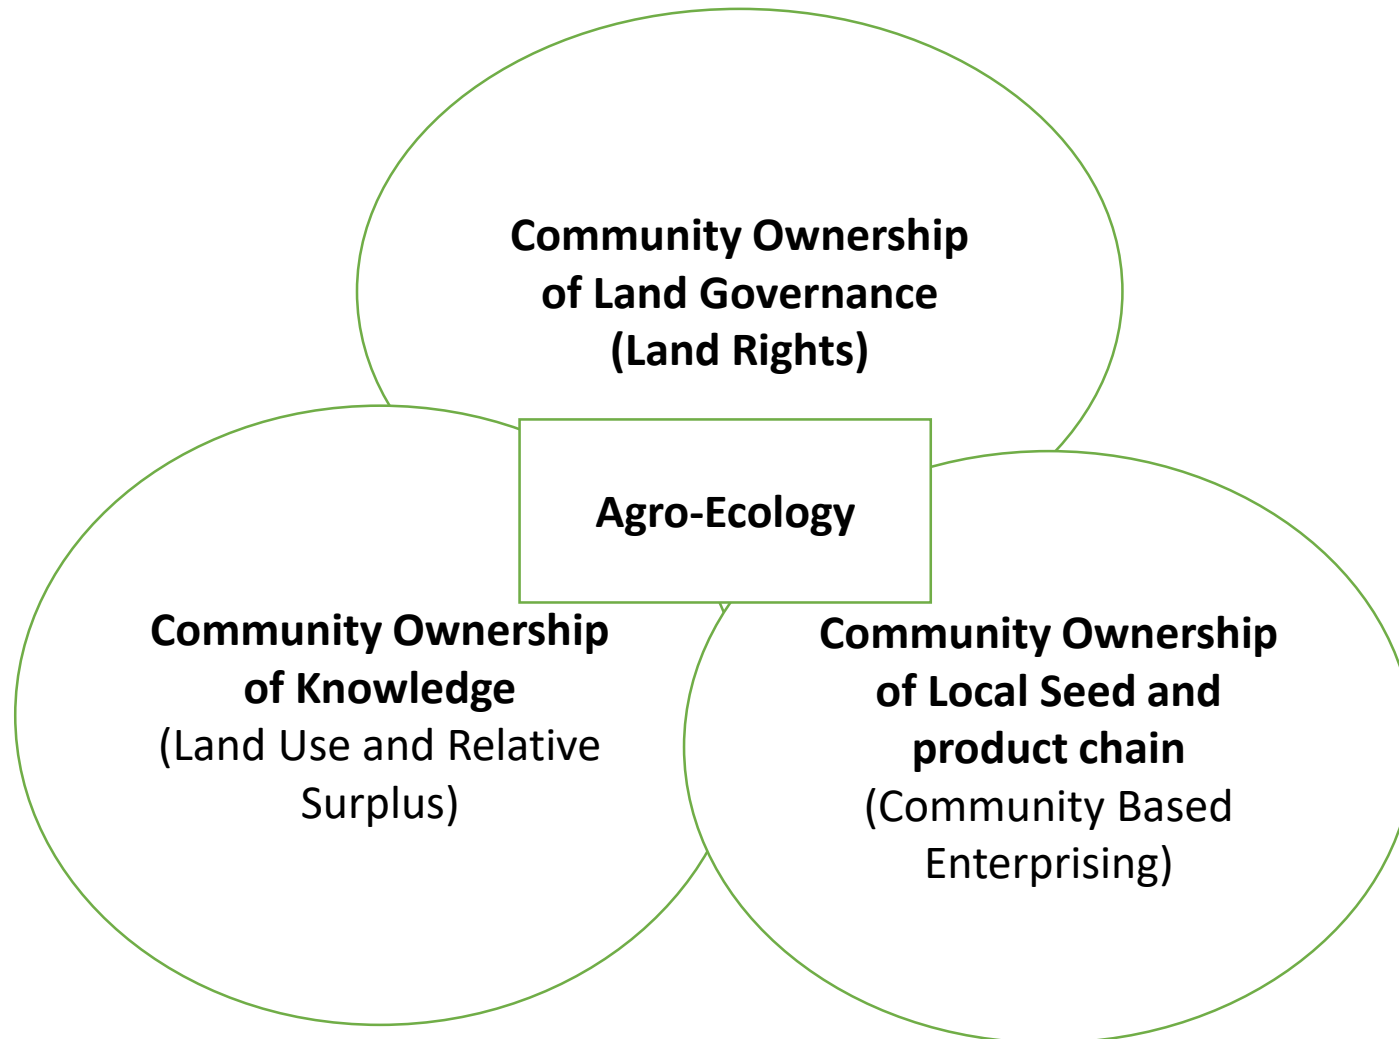 Community Ownership
of Land Governance
(Land Rights)
Agro-Ecology
Community Ownership
of Knowledge
(Land Use and Relative
Surplus)
Community Ownership
of Local Seed and
product chain
(Community Based
Enterprising)